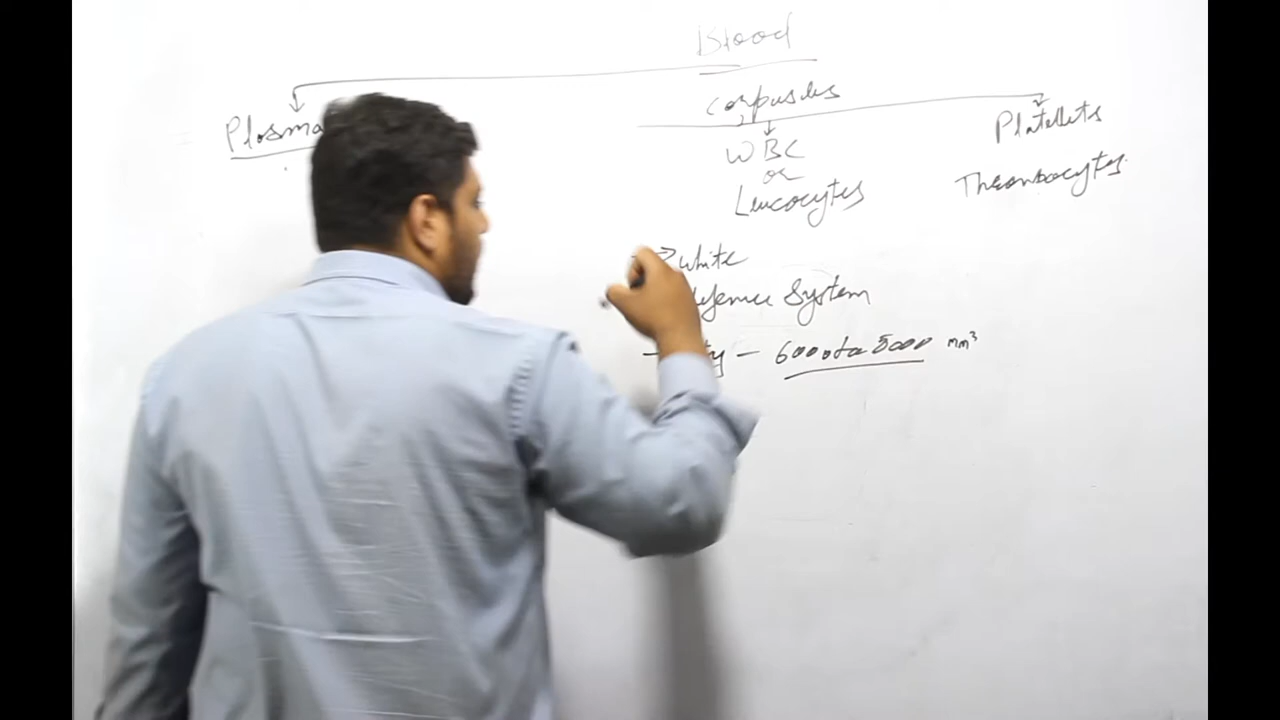 Blood
Plasma
corpuscles
Platelets
WBC
or
Leucocytes
Thrombocytes
→ white
System
6000 to 8000 mm³